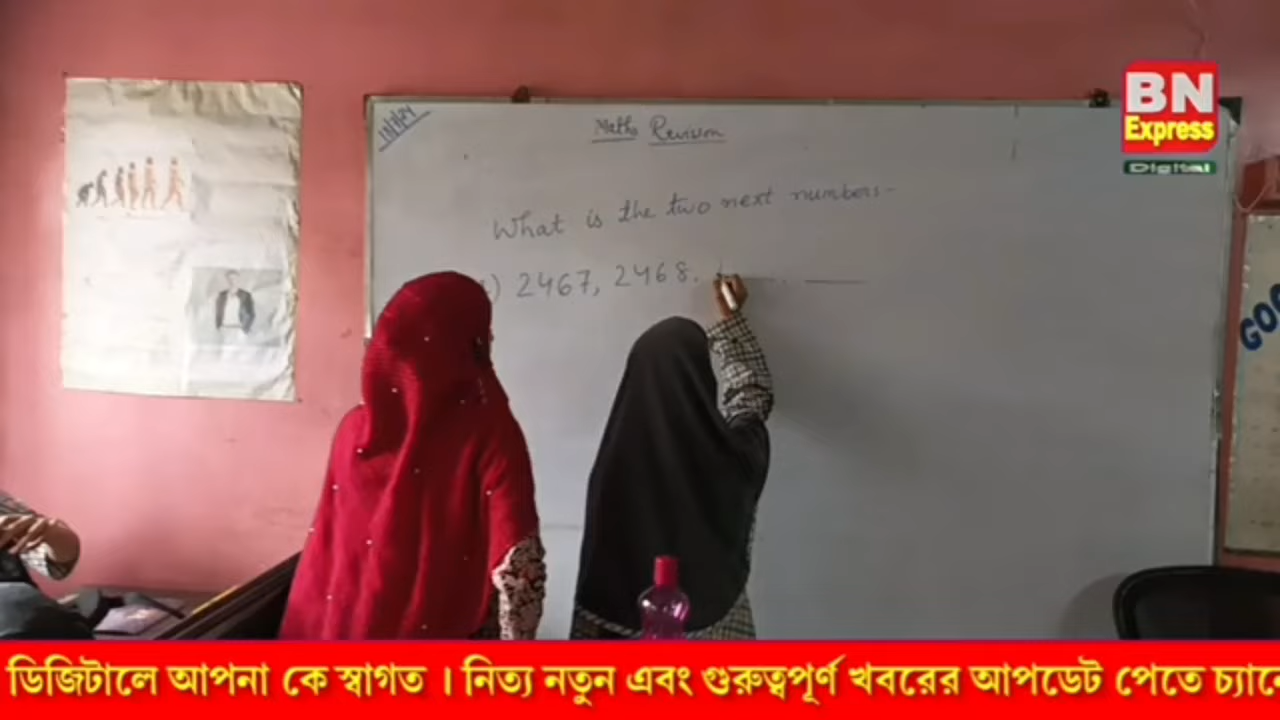 BN
Express
Digital
Maths Revision
What is the two next numbers-
) 2467, 2468.
GOO
ডিজিটালে আপনা কে স্বাগত । নিত্য নতুন এবং গুরুত্বপূর্ণ খবরের আপডেট পেতে চ্যানে